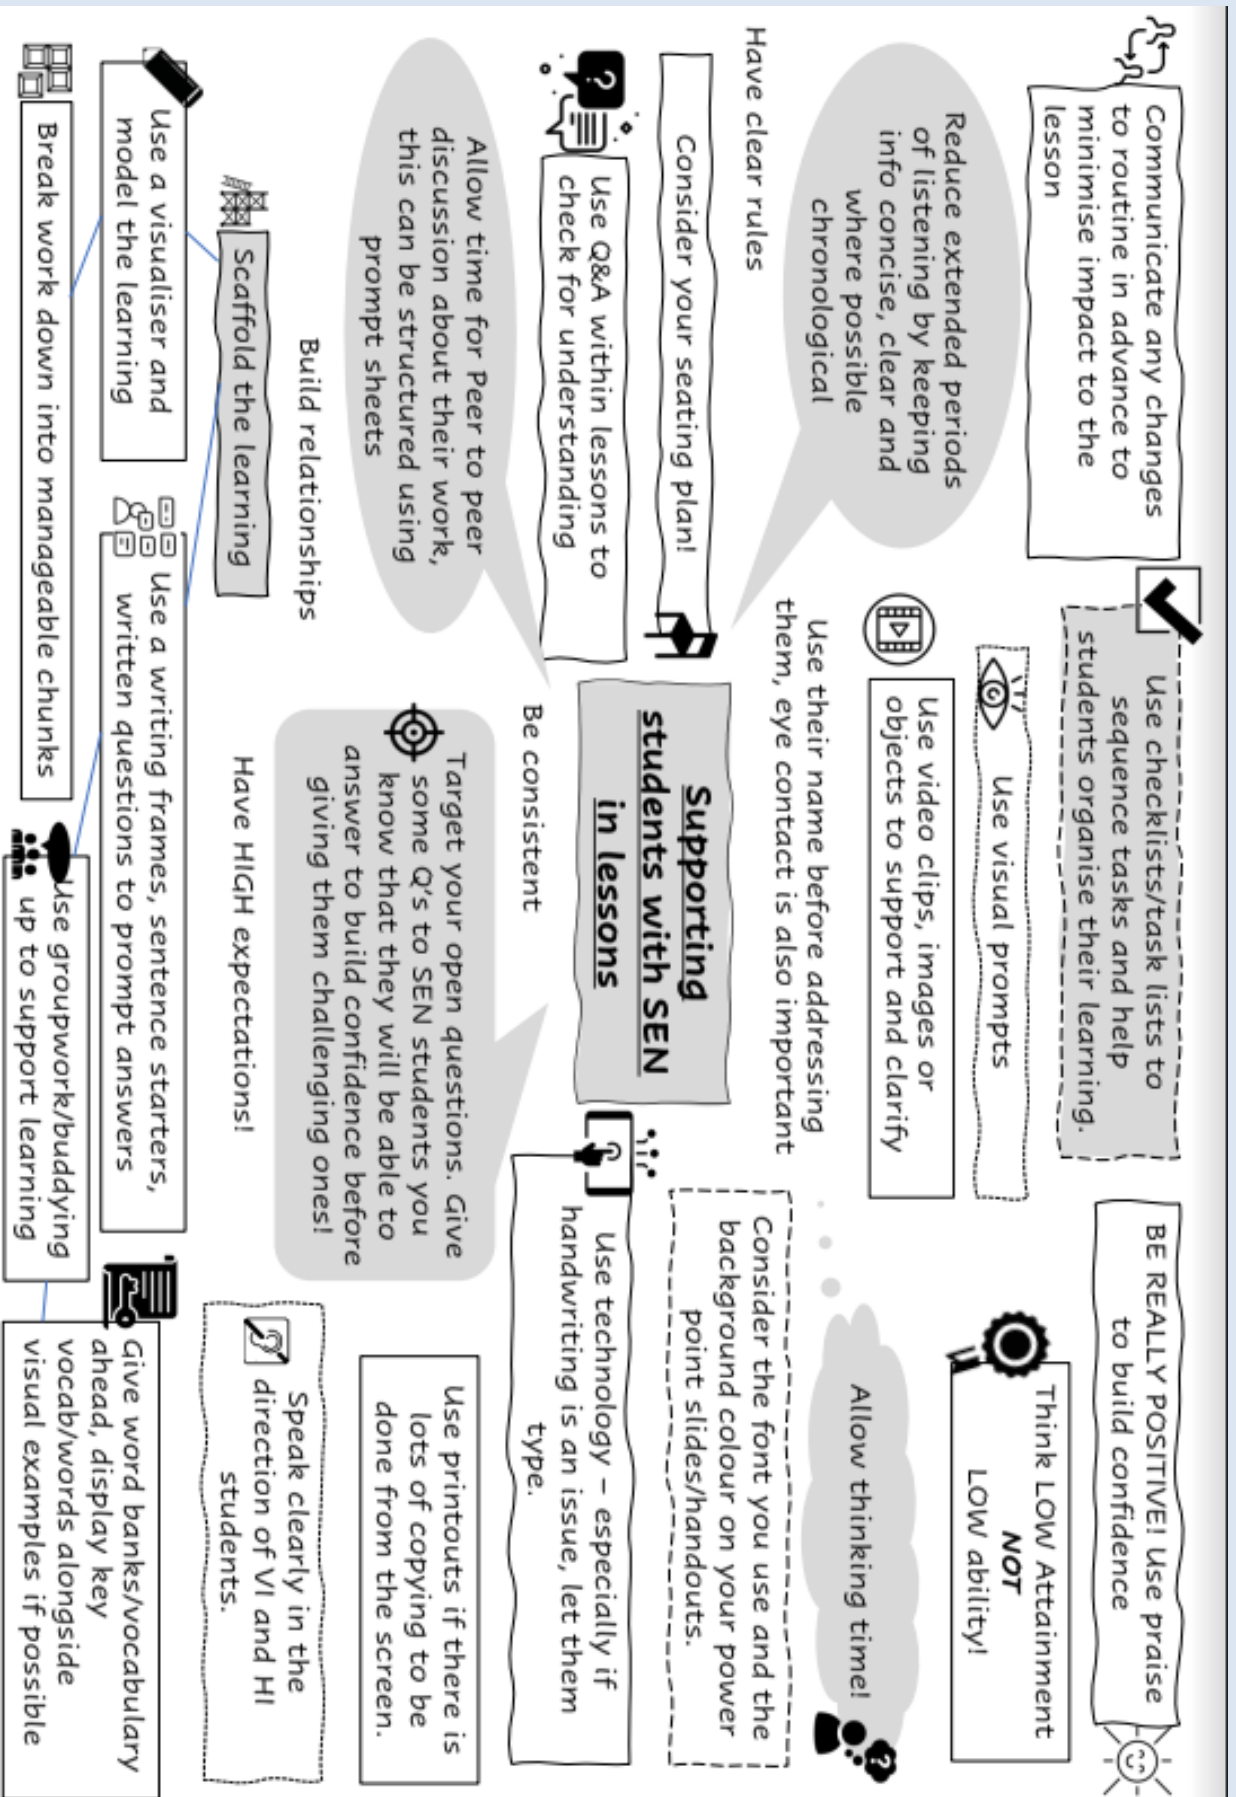 Communicate any changes
to routine in advance to
minimise impact to the
lesson
Use checklists/task lists to
sequence tasks and help
students organise their learning.
BE REALLY POSITIVE! Use praise
to build confidence
Reduce extended periods
of listening by keeping
info concise, clear and
where possible
chronological
Use visual prompts
Think LOW Attainment
NOT
LOW ability!
Use video clips, images or
objects to support and clarify
Allow thinking time!
Have clear rules
Use their name before addressing
them, eye contact is also important
Consider your seating plan!
Consider the font you use and the
background colour on your power
point slides/handouts.
Supporting
students with SEN
in lessons
Use Q&A within lessons to
check for understanding
Use technology – especially if
handwriting is an issue, let them
type.
Be consistent
Allow time for Peer to peer
discussion about their work,
this can be structured using
prompt sheets
Target your open questions. Give
some Q's to SEN students you
know that they will be able to
answer to build confidence before
giving them challenging ones!
Use printouts if there is
lots of copying to be
done from the screen.
Build relationships
Have HIGH expectations!
Speak clearly in the
direction of VI and HI
students.
Scaffold the learning
Use a visualiser and
model the learning
Use a writing frames, sentence starters,
written questions to prompt answers
Break work down into manageable chunks
Use groupwork/buddying
up to support learning
Give word banks/vocabulary
ahead, display key
vocab/words alongside
visual examples if possible